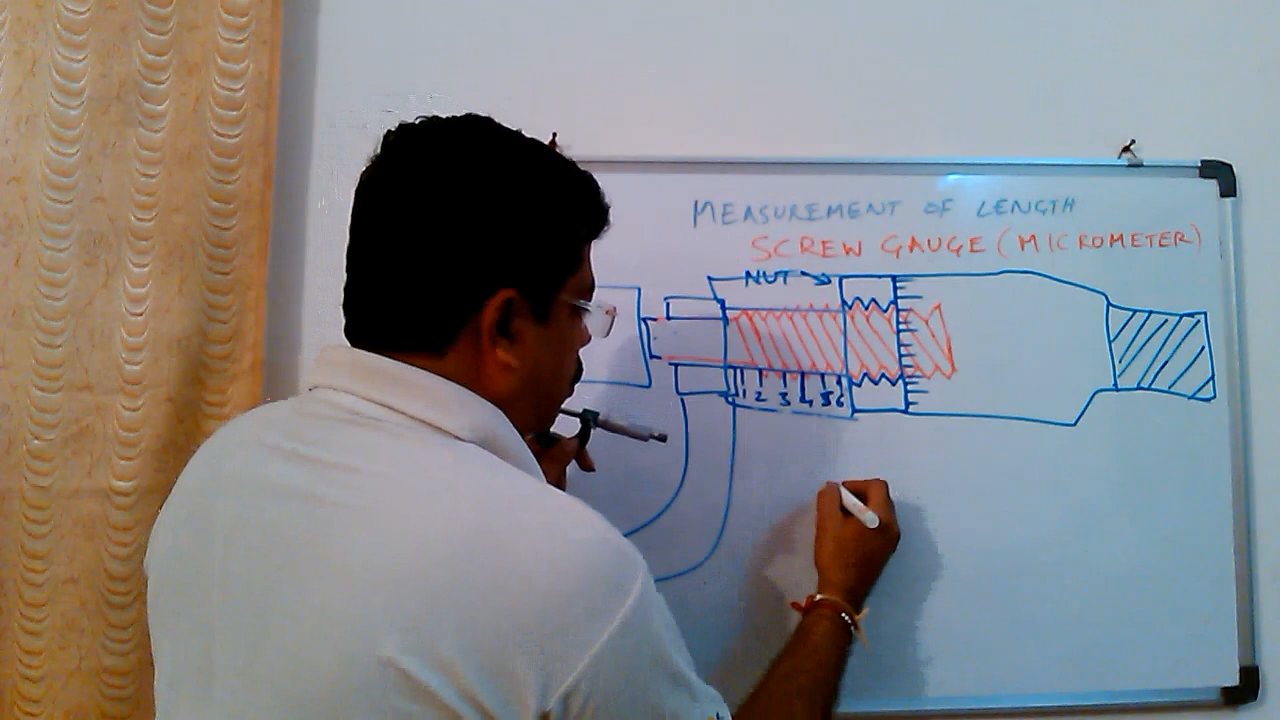 MEASUREMENT OF LENGTH
SCREW GAUGE (MICROMETER)
NUT
1 2 3 4 5 6